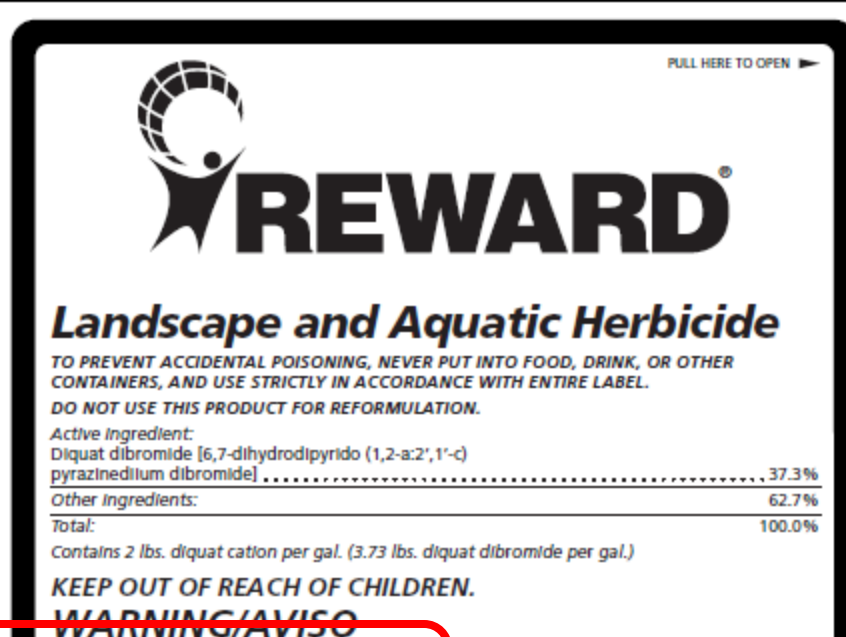 PULL HERE TO OPEN
REWARD®
Landscape and Aquatic Herbicide
TO PREVENT ACCIDENTAL POISONING, NEVER PUT INTO FOOD, DRINK, OR OTHER
CONTAINERS, AND USE STRICTLY IN ACCORDANCE WITH ENTIRE LABEL.
DO NOT USE THIS PRODUCT FOR REFORMULATION.
Active Ingredient:
Diquat dibromide [6,7-dihydrodipyrido (1,2-a:2',1'-c)
pyrazinediium dibromide] 37.3%
Other Ingredients: 62.7%
Total: 100.0%
Contains 2 lbs. diquat cation per gal. (3.73 lbs. diquat dibromide per gal.)
KEEP OUT OF REACH OF CHILDREN.
WARNING/AVISO